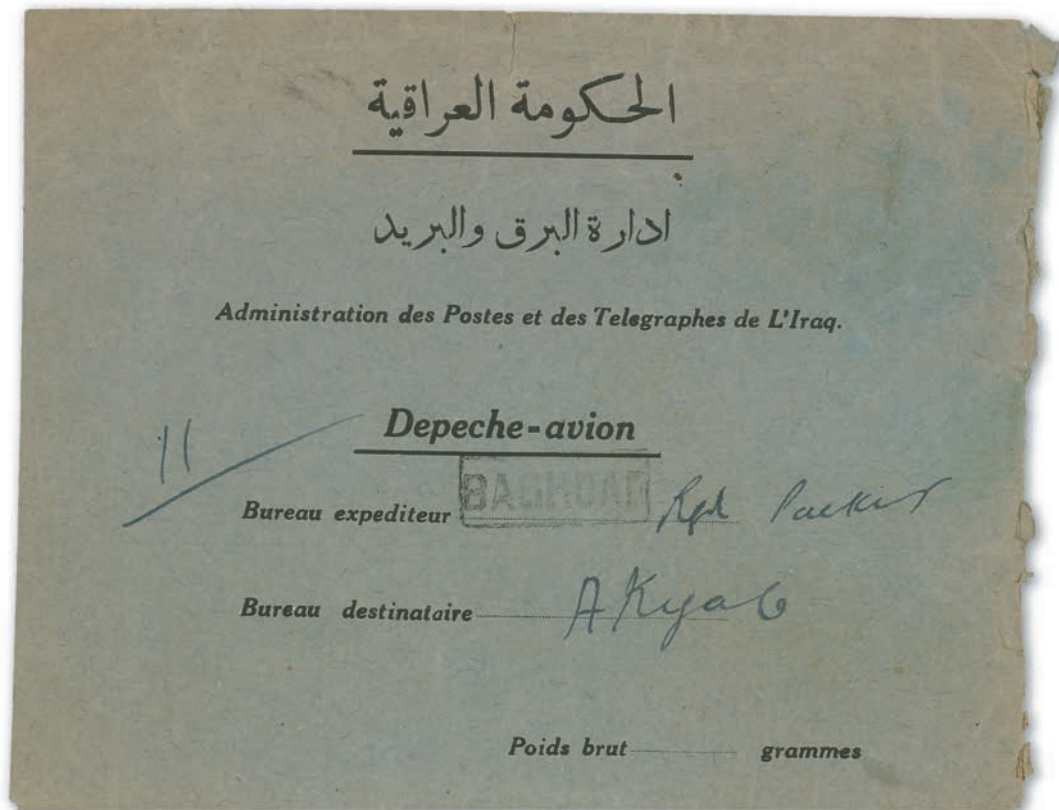 الحكومة العراقية
ادارة البرق والبريد
Administration des Postes et des Telegraphes de L'Iraq.
Depeche-avion
11
Bureau expediteur BAGHDAD Rgd Packet
Bureau destinataire AKyab
Poids brut grammes